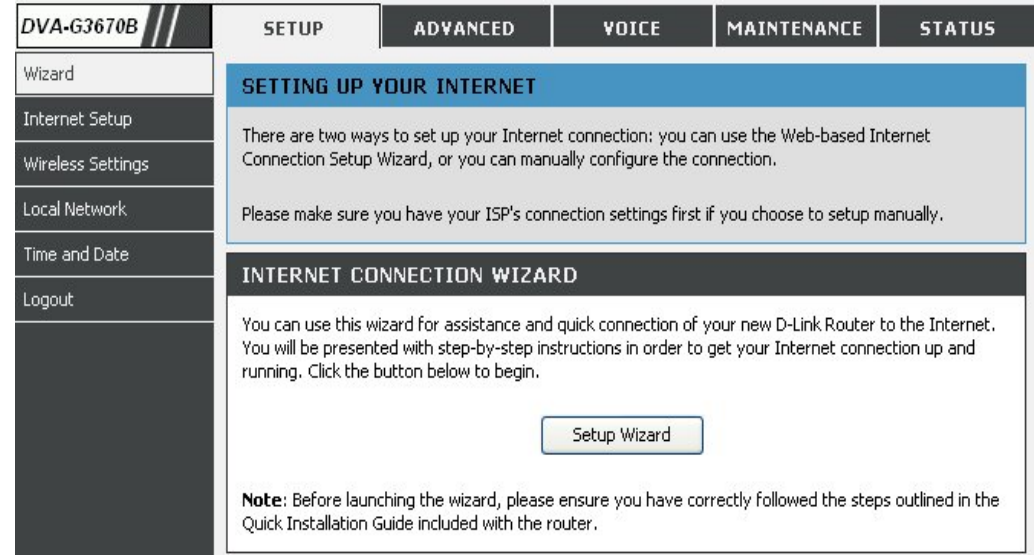 DVA-G3670B
SETUP
ADVANCED
VOICE
MAINTENANCE
STATUS
Wizard
Internet Setup
Wireless Settings
Local Network
Time and Date
Logout
SETTING UP YOUR INTERNET
There are two ways to set up your Internet connection: you can use the Web-based Internet
Connection Setup Wizard, or you can manually configure the connection.
Please make sure you have your ISP's connection settings first if you choose to setup manually.
INTERNET CONNECTION WIZARD
You can use this wizard for assistance and quick connection of your new D-Link Router to the Internet.
You will be presented with step-by-step instructions in order to get your Internet connection up and
running. Click the button below to begin.
Setup Wizard
Note: Before launching the wizard, please ensure you have correctly followed the steps outlined in the
Quick Installation Guide included with the router.